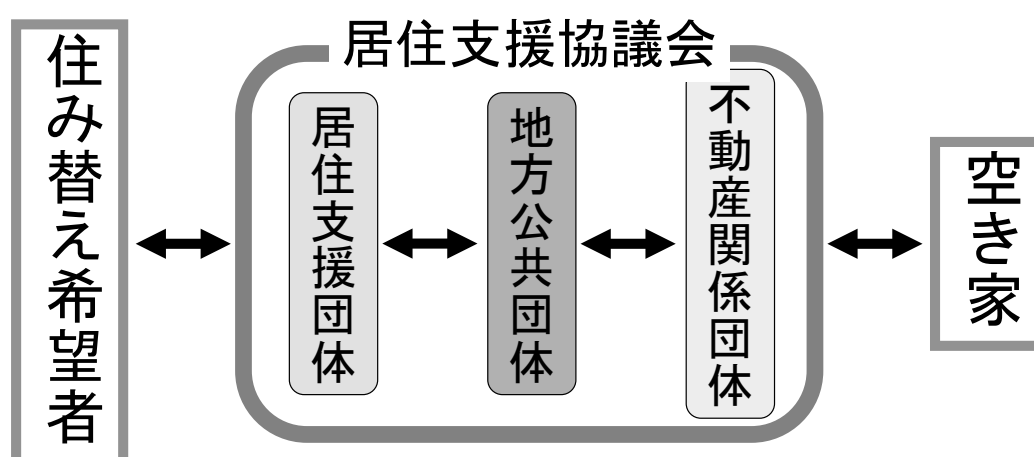 居住支援協議会
住み替え希望者
居住支援団体
地方公共団体
不動産関係団体
空き家